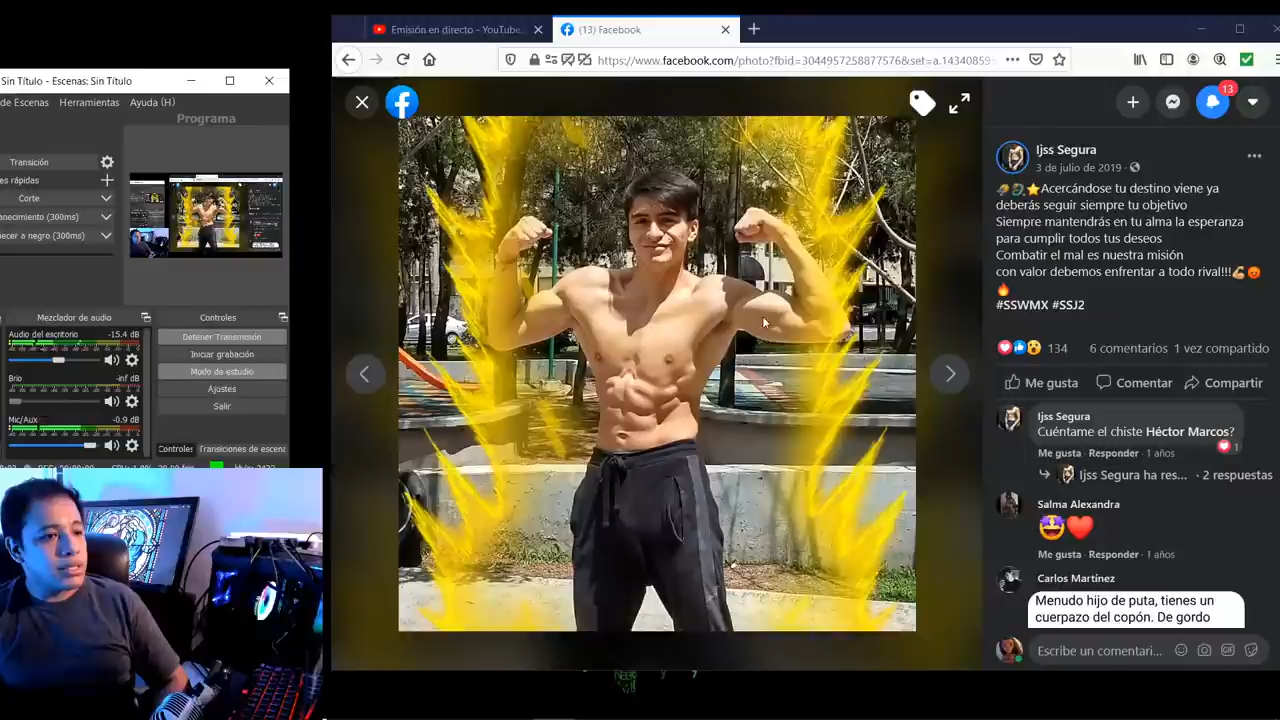 Emisión en directo - YouTube...
(13) Facebook
https://www.facebook.com/photo?fbid=30449572588775 76&set=a.143408595
Sin Título - Escenas: Sin Título
de Escenas
Herramientas
Ayuda (H)
Programa
Transición
es rápidas
Corte
anecimiento (300ms)
ecer a negro (300ms)
Mezclador de audio
Controles
Audio del escritorio
-15.4 dB
Brio
-inf dB
Mic/Aux
-0.9 dB
Detener Transmisión
Iniciar grabación
Modo de estudio
Ajustes
Salir
Controles
Transiciones de escena
13
Ijss Segura
3 de julio de 2019 ·
Acercándose tu destino viene ya
deberás seguir siempre tu objetivo
Siempre mantendrás en tu alma la esperanza
para cumplir todos tus deseos
Combatir el mal es nuestra misión
con valor debemos enfrentar a todo rival!!!
#SSWMX #SSJ2
134
6 comentarios
1 vez compartido
Me gusta
Comentar
Compartir
Ijss Segura
Cuéntame el chiste Héctor Marcos?
1
Me gusta · Responder · 1 años
Ijss Segura ha res... · 2 respuestas
Salma Alexandra
Me gusta · Responder · 1 años
Carlos Martínez
Menudo hijo de puta, tienes un
cuerpazo del copón. De gordo
Escribe un comentari...